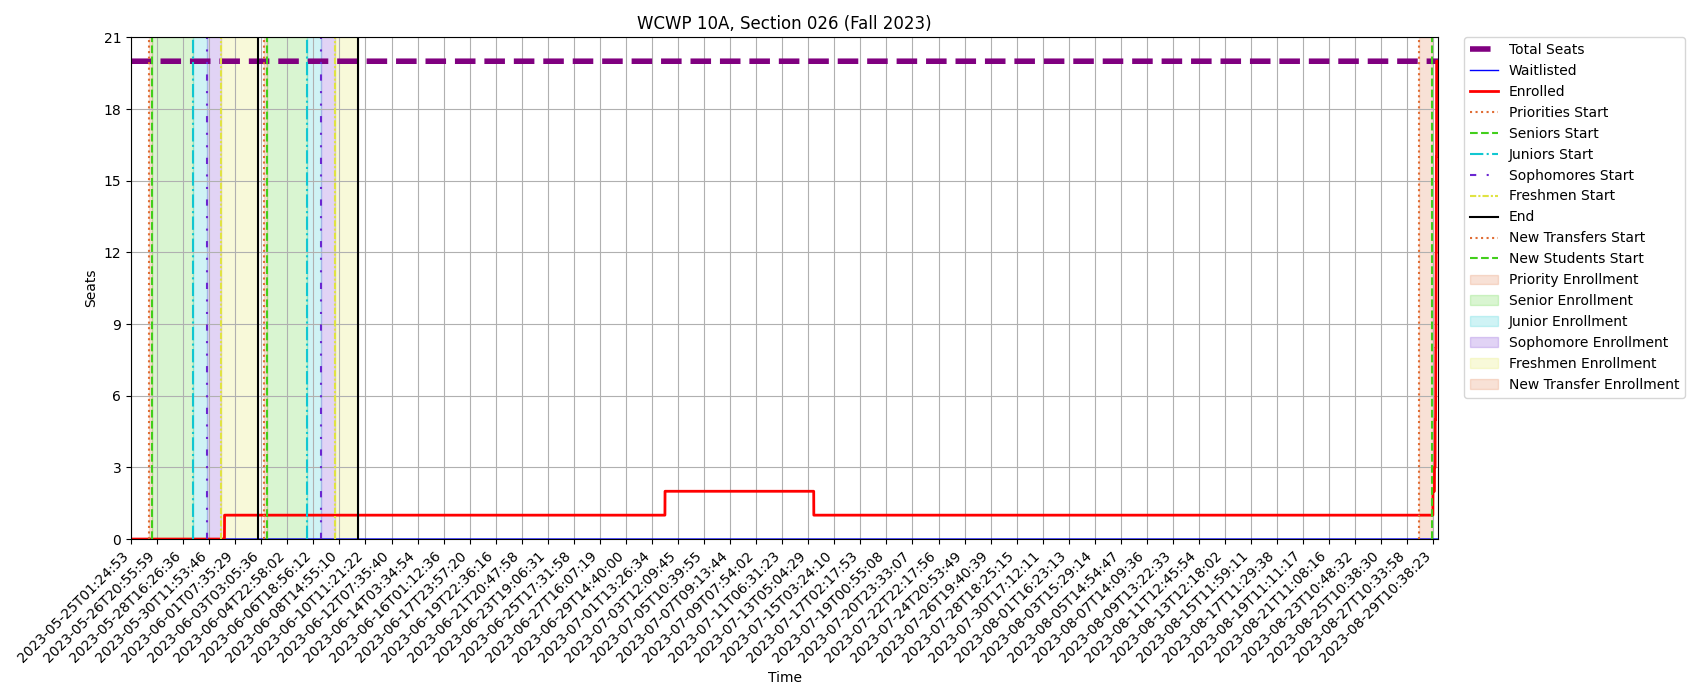 WCWP 10A, Section 026 (Fall 2023)
Seats
21
18
15
12
9
6
3
0
2023-05-25T01:24:53
2023-05-26T20:55:59
2023-05-28T16:26:36
2023-05-30T11:53:46
2023-06-01T07:35:29
2023-06-03T03:05:36
2023-06-04T22:58:02
2023-06-06T18:56:12
2023-06-08T14:55:10
2023-06-10T11:21:22
2023-06-12T07:35:40
2023-06-14T03:34:54
2023-06-16T01:12:36
2023-06-17T23:57:20
2023-06-19T22:36:16
2023-06-21T20:47:58
2023-06-23T19:06:31
2023-06-25T17:31:58
2023-06-27T16:07:19
2023-06-29T14:40:00
2023-07-01T13:26:34
2023-07-03T12:09:45
2023-07-05T10:39:55
2023-07-07T09:13:44
2023-07-09T07:54:02
2023-07-11T06:31:23
2023-07-13T05:04:29
2023-07-15T03:24:10
2023-07-17T02:17:53
2023-07-19T00:55:08
2023-07-20T23:33:07
2023-07-22T22:17:56
2023-07-24T20:53:49
2023-07-26T19:40:39
2023-07-28T18:25:15
2023-07-30T17:12:11
2023-08-01T16:23:13
2023-08-03T15:29:14
2023-08-05T14:54:47
2023-08-07T14:09:36
2023-08-09T13:22:33
2023-08-11T12:45:54
2023-08-13T12:18:02
2023-08-15T11:59:11
2023-08-17T11:29:38
2023-08-19T11:11:17
2023-08-21T11:08:16
2023-08-23T10:48:32
2023-08-25T10:38:30
2023-08-27T10:33:58
2023-08-29T10:38:23
Time
Total Seats
Waitlisted
Enrolled
Priorities Start
Seniors Start
Juniors Start
Sophomores Start
Freshmen Start
End
New Transfers Start
New Students Start
Priority Enrollment
Senior Enrollment
Junior Enrollment
Sophomore Enrollment
Freshmen Enrollment
New Transfer Enrollment